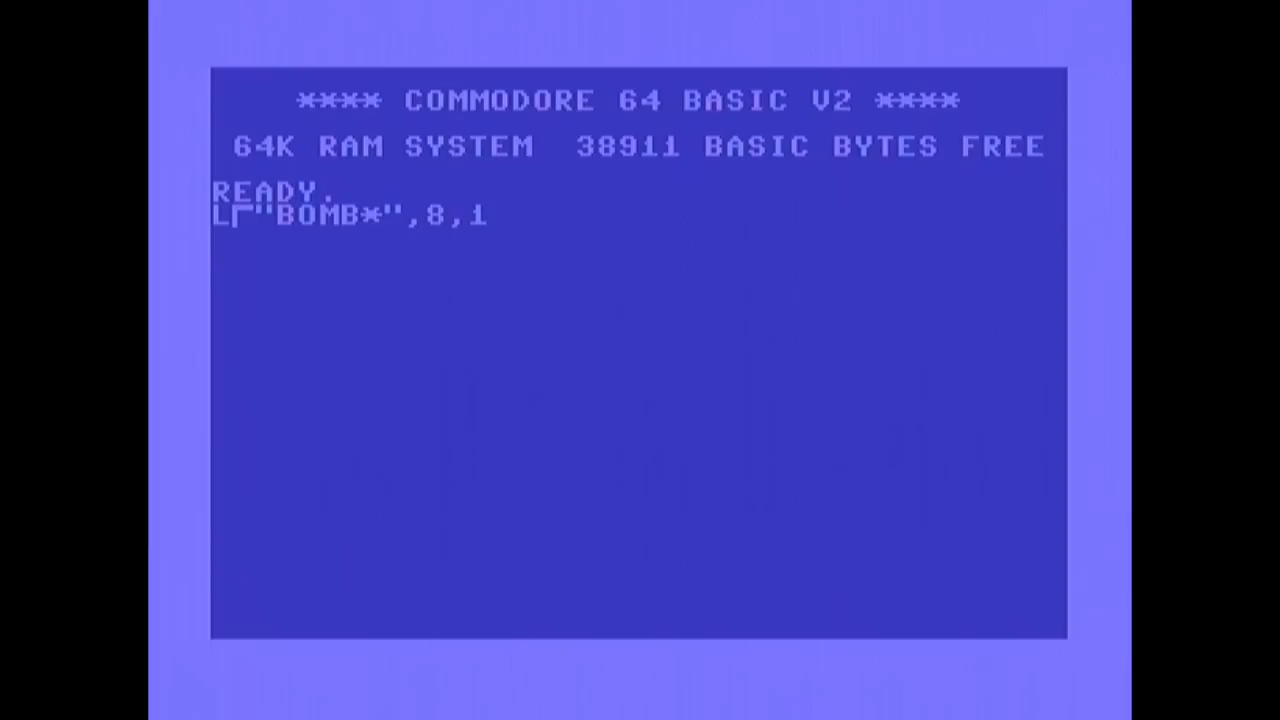 **** COMMODORE 64 BASIC V2 ****
64K RAM SYSTEM  38911 BASIC BYTES FREE
READY.
L┌"BOMB*",8,1